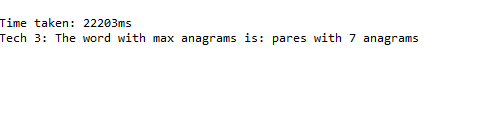 Time taken: 22203ms
Tech 3: The word with max anagrams is: pares with 7 anagrams